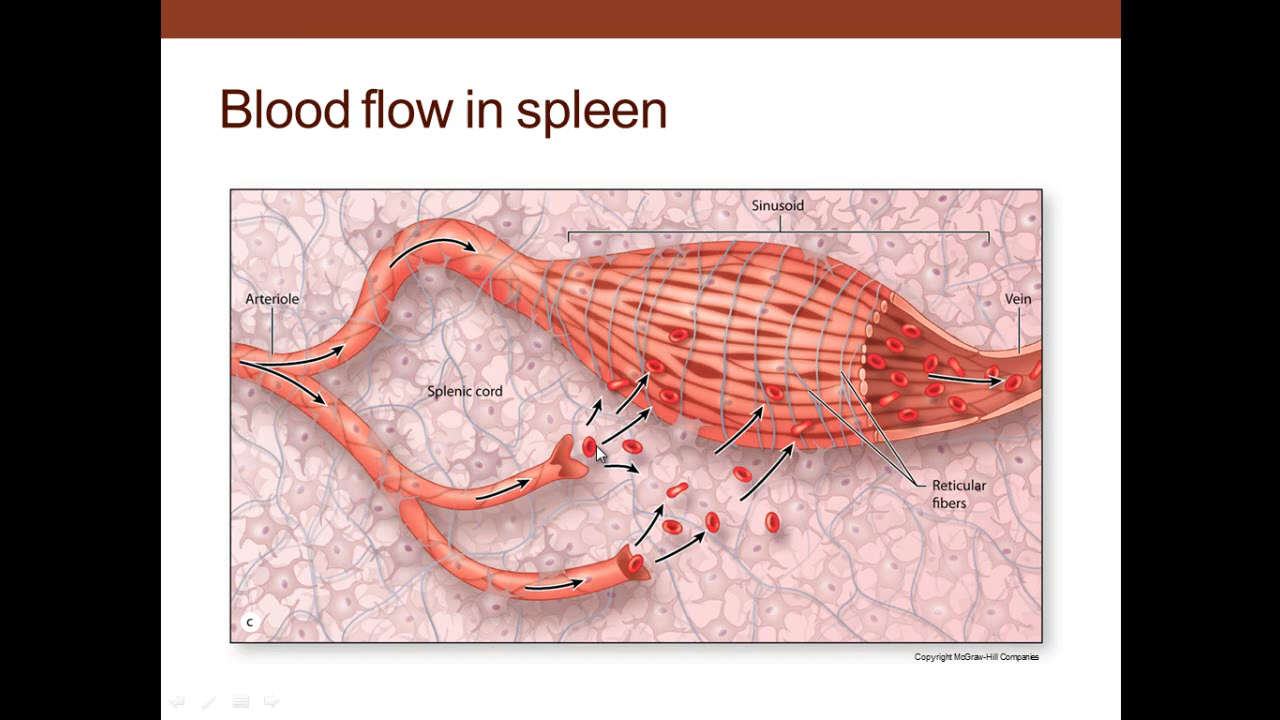 Blood flow in spleen
Sinusoid
Arteriole
Vein
Splenic cord
Reticular
fibers
c
Copyright McGraw-Hill Companies